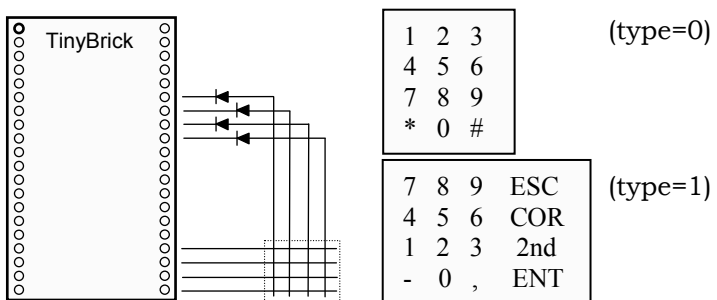 TinyBrick
1 2 3 (type=0)
4 5 6
7 8 9
* 0 #
7 8 9 ESC (type=1)
4 5 6 COR
1 2 3 2nd
- 0 , ENT